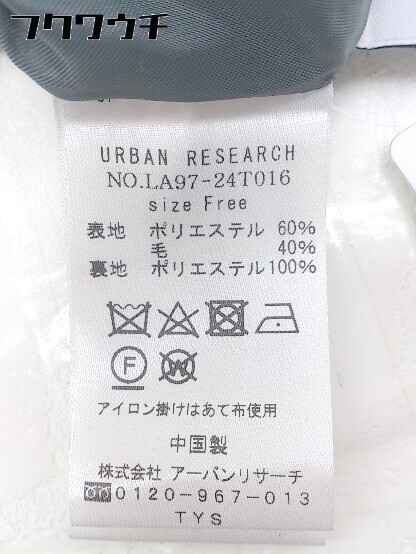 フクウウチ
URBAN RESEARCH
NO.LA97-24T016
size Free
表地 ポリエステル 60%
毛 40%
裏地 ポリエステル100%
F W
アイロン掛けはあて布使用
中国製
株式会社 アーバンリサーチ
0120-967-013
TYS